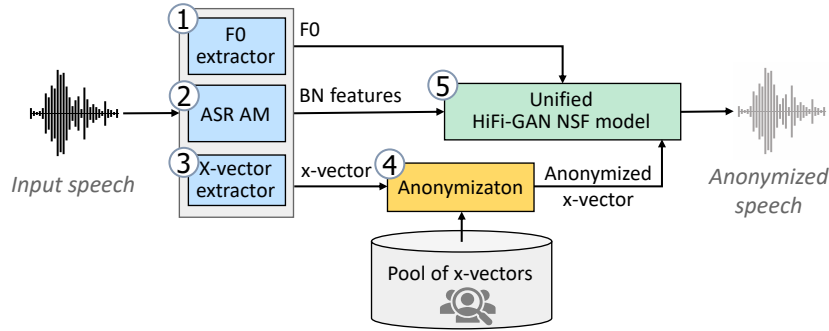 1
F0
extractor
F0
2
ASR AM
BN features
5
Unified
HiFi-GAN NSF model
3
X-vector
extractor
x-vector
4
Anonymizaton
Anonymized
x-vector
Input speech
Anonymized
speech
Pool of x-vectors